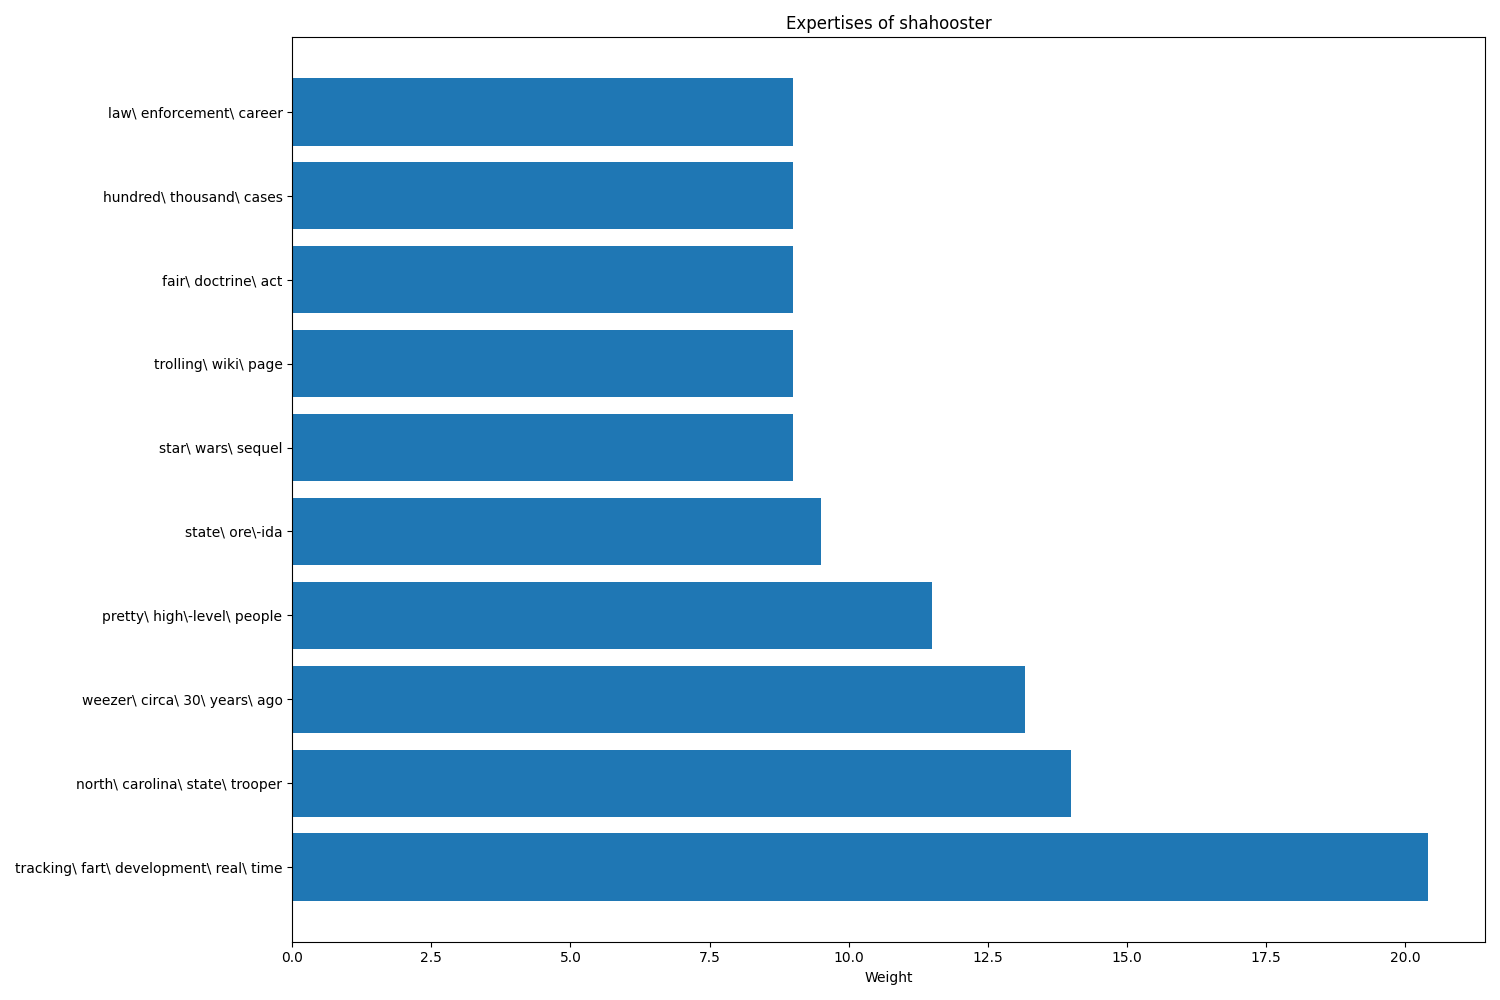 Expertises of shahooster
law\ enforcement\ career
hundred\ thousand\ cases
fair\ doctrine\ act
trolling\ wiki\ page
star\ wars\ sequel
state\ ore\-ida
pretty\ high\-level\ people
weezer\ circa\ 30\ years\ ago
north\ carolina\ state\ trooper
tracking\ fart\ development\ real\ time
0.0 2.5 5.0 7.5 10.0 12.5 15.0 17.5 20.0
Weight